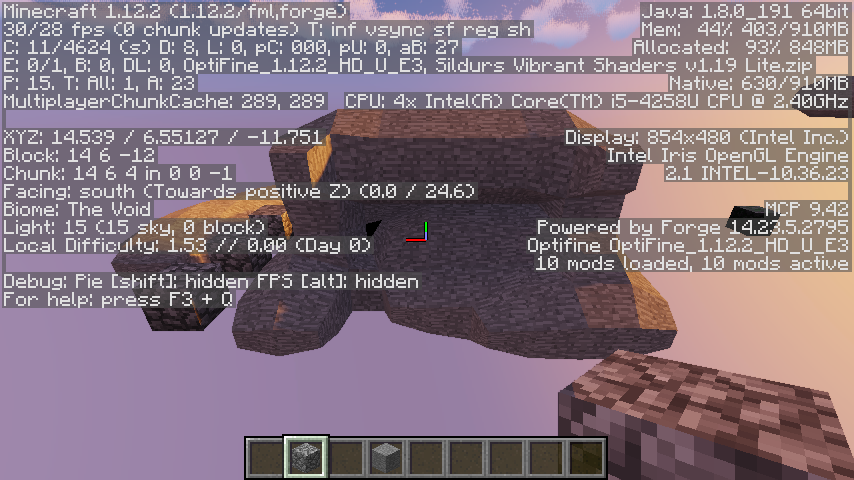 Minecraft 1.12.2 (1.12.2/fml,forge)
30/28 fps (0 chunk updates) T: inf vsync sf reg sh
C: 11/4624 (s) D: 8, L: 0, pC: 000, pU: 0, aB: 27
E: 0/1, B: 0, DL: 0, OptiFine_1.12.2_HD_U_E3, Sildurs Vibrant Shaders v1.19 Lite.zip
P: 15. T: All: 1, A: 23
MultiplayerChunkCache: 289, 289
XYZ: 14.539 / 6.55127 / -11.751
Block: 14 6 -12
Chunk: 14 6 4 in 0 0 -1
Facing: south (Towards positive Z) (0.0 / 24.6)
Biome: The Void
Light: 15 (15 sky, 0 block)
Local Difficulty: 1.53 // 0.00 (Day 0)
Debug: Pie [shift]: hidden FPS [alt]: hidden
For help: press F3 + Q
Java: 1.8.0_191 64bit
Mem: 44% 403/910MB
Allocated: 93% 848MB
Native: 630/910MB
CPU: 4x Intel(R) Core(TM) i5-4258U CPU @ 2.40GHz
Display: 854x480 (Intel Inc.)
Intel Iris OpenGL Engine
2.1 INTEL-10.36.23
MCP 9.42
Powered by Forge 14.23.5.2795
Optifine OptiFine_1.12.2_HD_U_E3
10 mods loaded, 10 mods active